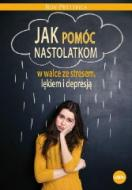 JAK POMÓC
NASTOLATKOM
w walce ze stresem,
lękiem i depresją